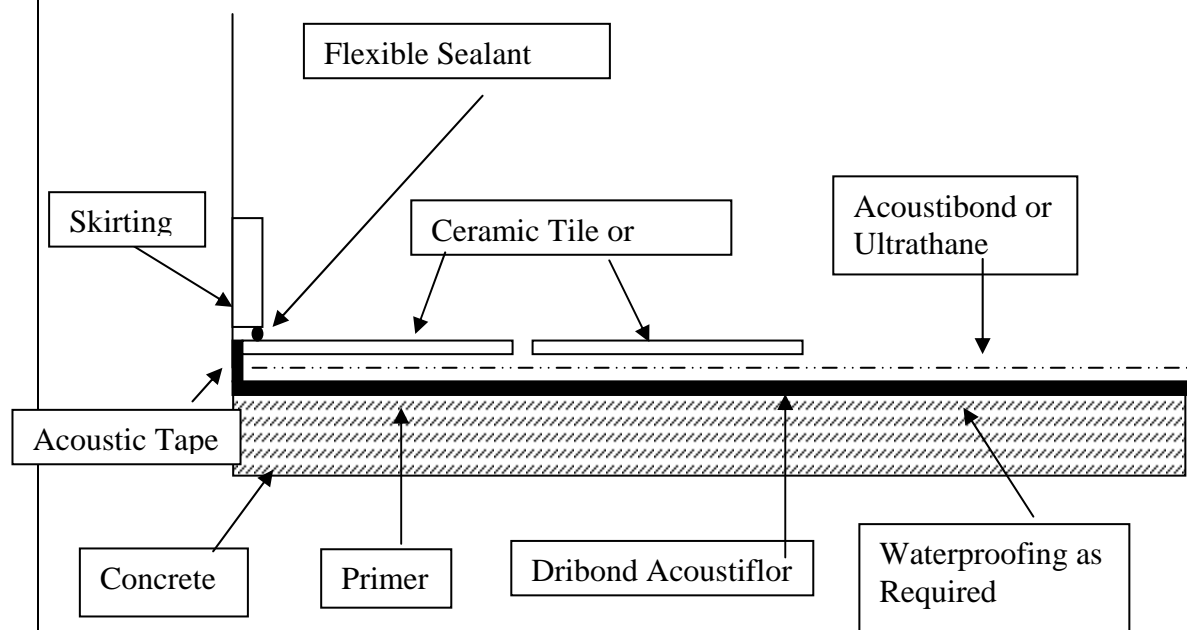 Flexible Sealant
Skirting
Ceramic Tile or
Acoustibond or
Ultrathane
Acoustic Tape
Concrete
Primer
Dribond Acoustiflor
Waterproofing as
Required